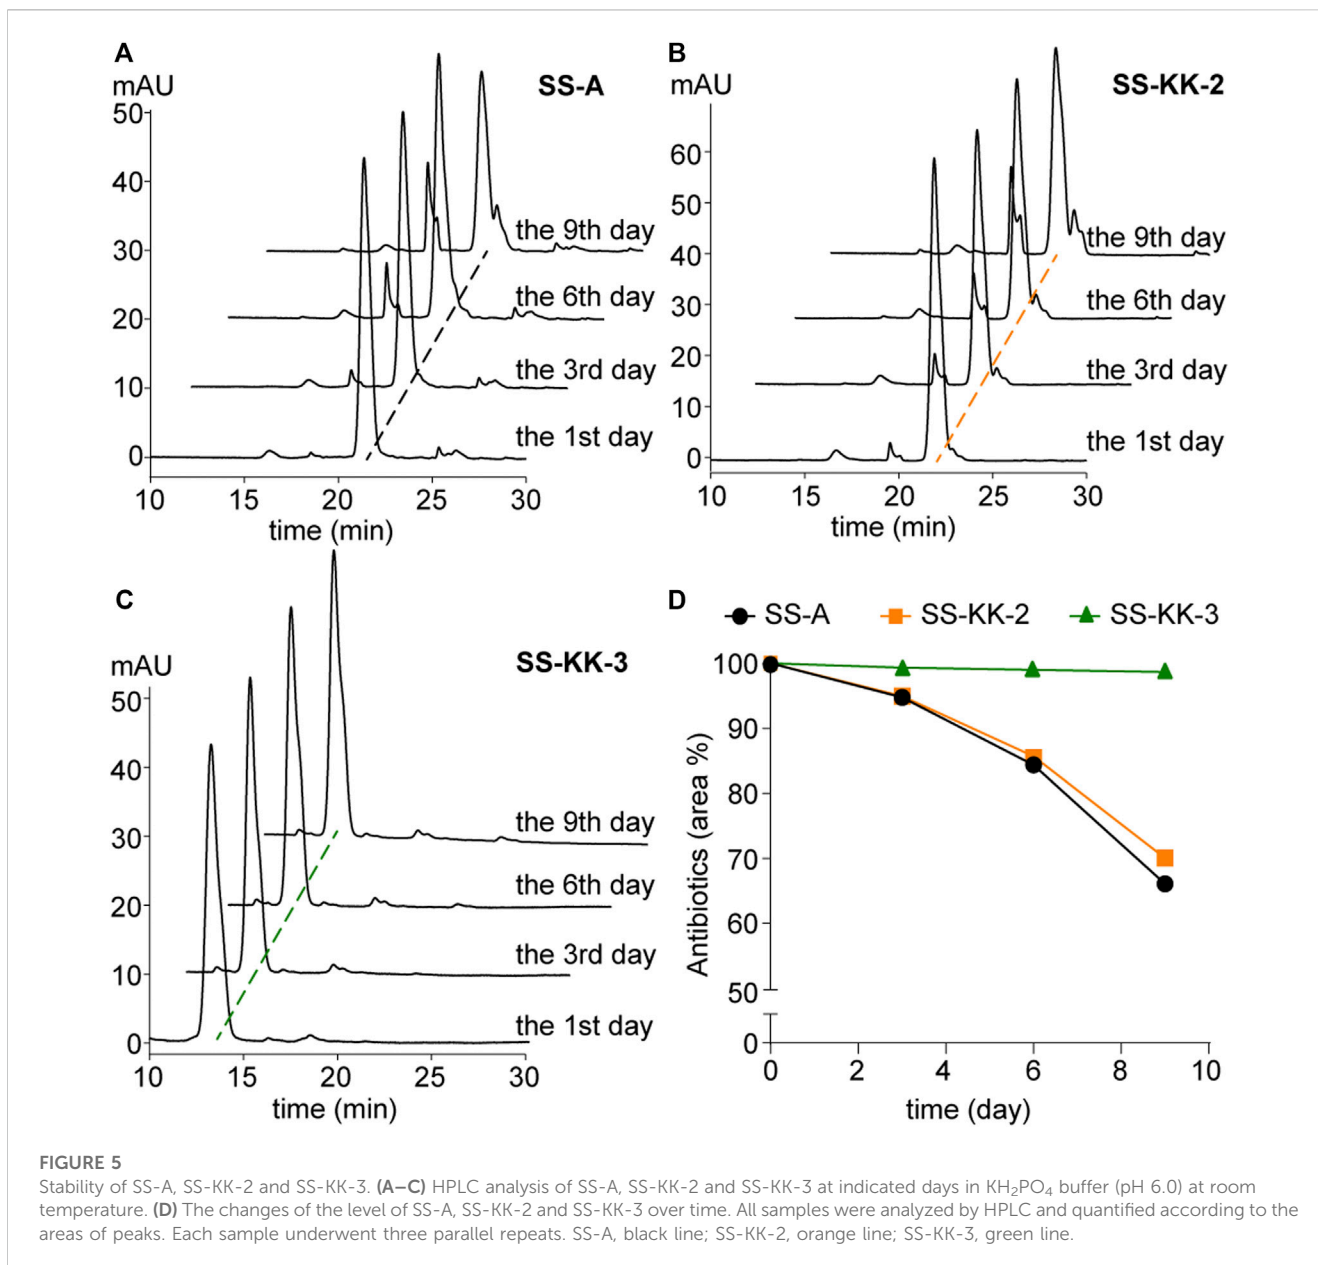 A
mAU
SS-A
50
40
30
20
10
0
the 9th day
the 6th day
the 3rd day
the 1st day
10 15 20 25 30
time (min)
B
mAU
SS-KK-2
60
50
40
30
20
10
0
the 9th day
the 6th day
the 3rd day
the 1st day
10 15 20 25 30
time (min)
C
mAU
SS-KK-3
50
40
30
20
10
0
the 9th day
the 6th day
the 3rd day
the 1st day
10 15 20 25 30
time (min)
D
SS-A SS-KK-2 SS-KK-3
Antibiotics (area %)
100
90
80
70
60
50
0
0 2 4 6 8 10
time (day)
FIGURE 5
Stability of SS-A, SS-KK-2 and SS-KK-3. (A–C) HPLC analysis of SS-A, SS-KK-2 and SS-KK-3 at indicated days in KH₂PO₄ buffer (pH 6.0) at room
temperature. (D) The changes of the level of SS-A, SS-KK-2 and SS-KK-3 over time. All samples were analyzed by HPLC and quantified according to the
areas of peaks. Each sample underwent three parallel repeats. SS-A, black line; SS-KK-2, orange line; SS-KK-3, green line.